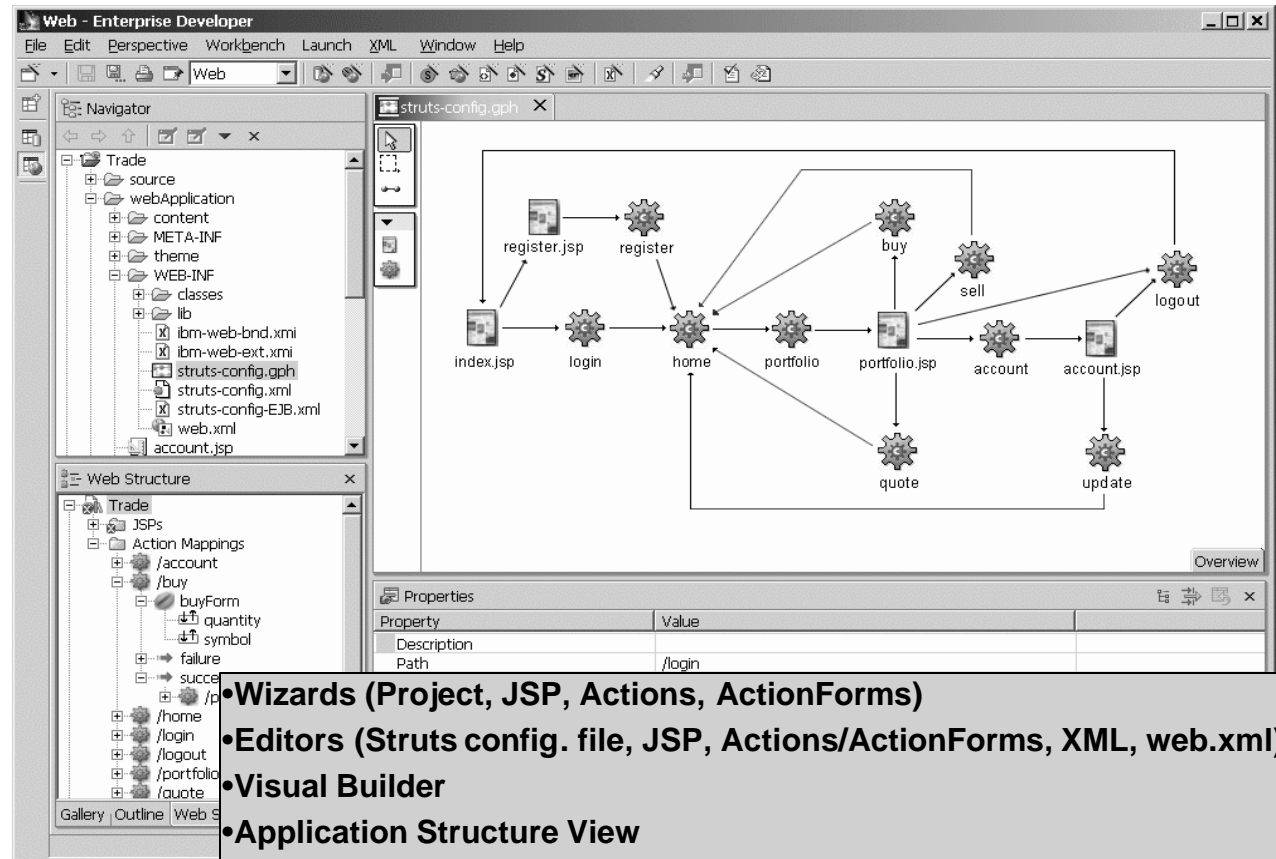 Web - Enterprise Developer
File Edit Perspective Workbench Launch XML Window Help
Web
Navigator
Trade
source
webApplication
content
META-INF
theme
WEB-INF
classes
lib
ibm-web-bnd.xmi
ibm-web-ext.xmi
struts-config.gph
struts-config.xml
struts-config-EJB.xml
web.xml
account.jsp
Web Structure
Trade
JSPs
Action Mappings
/account
/buy
buyForm
quantity
symbol
failure
succe
/p
/home
/login
/logout
/portfolio
/quote
Gallery Outline Web S
struts-config.gph
register.jsp register buy
sell
logout
index.jsp login home portfolio portfolio.jsp account account.jsp
quote update
Overview
Properties
Property Value
Description
Path /login
•Wizards (Project, JSP, Actions, ActionForms)
•Editors (Struts config. file, JSP, Actions/ActionForms, XML, web.xml)
•Visual Builder
•Application Structure View